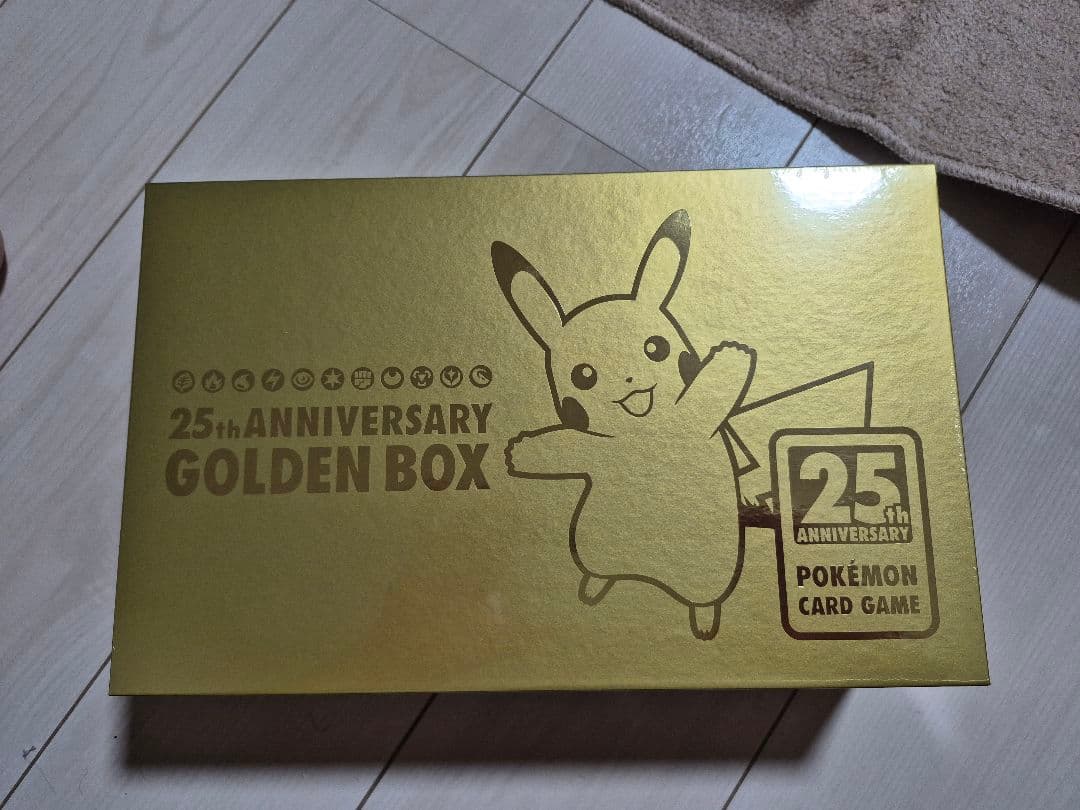 25th ANNIVERSARY
GOLDEN BOX
25th
ANNIVERSARY
POKÉMON
CARD GAME